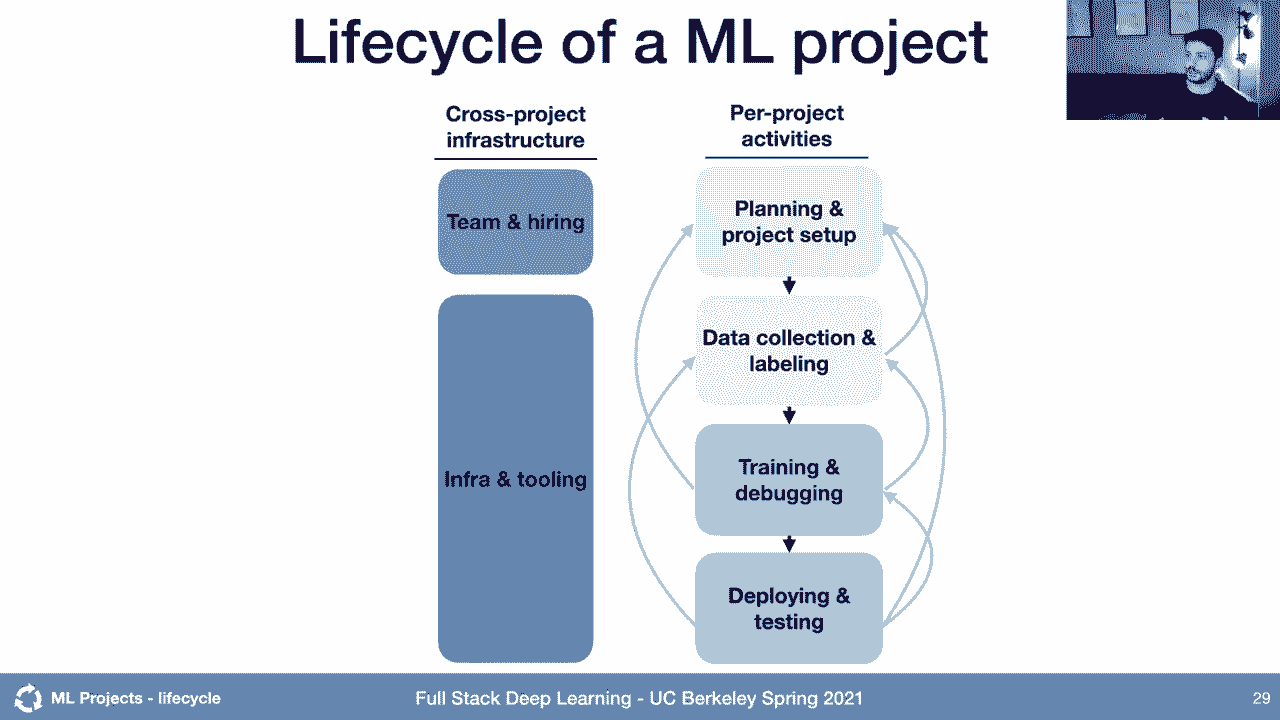 Lifecycle of a ML project
Cross-project
infrastructure
Team & hiring
Infra & tooling
Per-project
activities
Planning &
project setup
Data collection &
labeling
Training &
debugging
Deploying &
testing
ML Projects - lifecycle
Full Stack Deep Learning - UC Berkeley Spring 2021
29